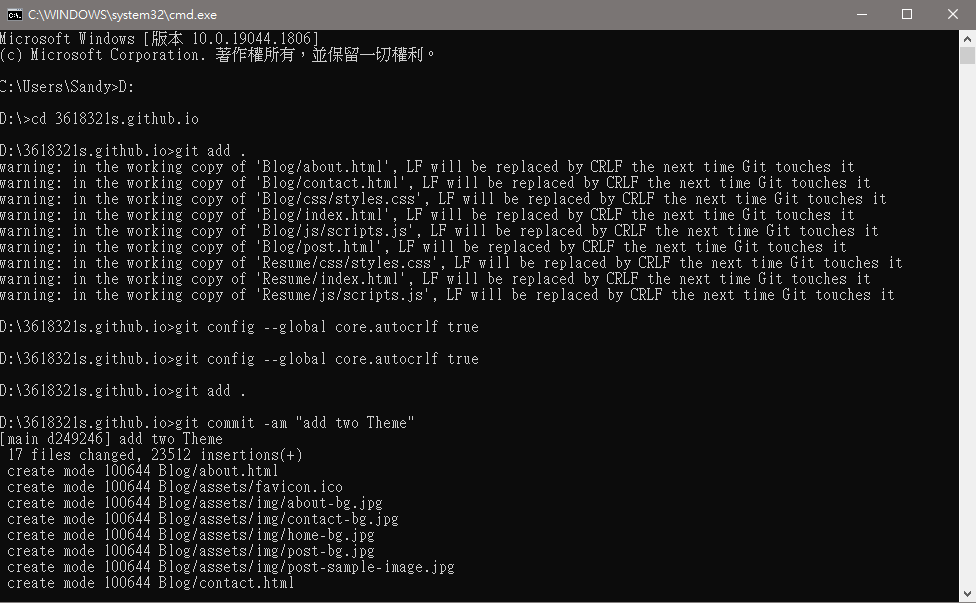 C:\WINDOWS\system32\cmd.exe
Microsoft Windows [版本 10.0.19044.1806]
(c) Microsoft Corporation. 著作權所有，並保留一切權利。
C:\Users\Sandy>D:
D:\>cd 3618321s.github.io
D:\3618321s.github.io>git add .
warning: in the working copy of 'Blog/about.html', LF will be replaced by CRLF the next time Git touches it
warning: in the working copy of 'Blog/contact.html', LF will be replaced by CRLF the next time Git touches it
warning: in the working copy of 'Blog/css/styles.css', LF will be replaced by CRLF the next time Git touches it
warning: in the working copy of 'Blog/index.html', LF will be replaced by CRLF the next time Git touches it
warning: in the working copy of 'Blog/js/scripts.js', LF will be replaced by CRLF the next time Git touches it
warning: in the working copy of 'Blog/post.html', LF will be replaced by CRLF the next time Git touches it
warning: in the working copy of 'Resume/css/styles.css', LF will be replaced by CRLF the next time Git touches it
warning: in the working copy of 'Resume/index.html', LF will be replaced by CRLF the next time Git touches it
warning: in the working copy of 'Resume/js/scripts.js', LF will be replaced by CRLF the next time Git touches it
D:\3618321s.github.io>git config --global core.autocrlf true
D:\3618321s.github.io>git config --global core.autocrlf true
D:\3618321s.github.io>git add .
D:\3618321s.github.io>git commit -am "add two Theme"
[main d249246] add two Theme
 17 files changed, 23512 insertions(+)
 create mode 100644 Blog/about.html
 create mode 100644 Blog/assets/favicon.ico
 create mode 100644 Blog/assets/img/about-bg.jpg
 create mode 100644 Blog/assets/img/contact-bg.jpg
 create mode 100644 Blog/assets/img/home-bg.jpg
 create mode 100644 Blog/assets/img/post-bg.jpg
 create mode 100644 Blog/assets/img/post-sample-image.jpg
 create mode 100644 Blog/contact.html